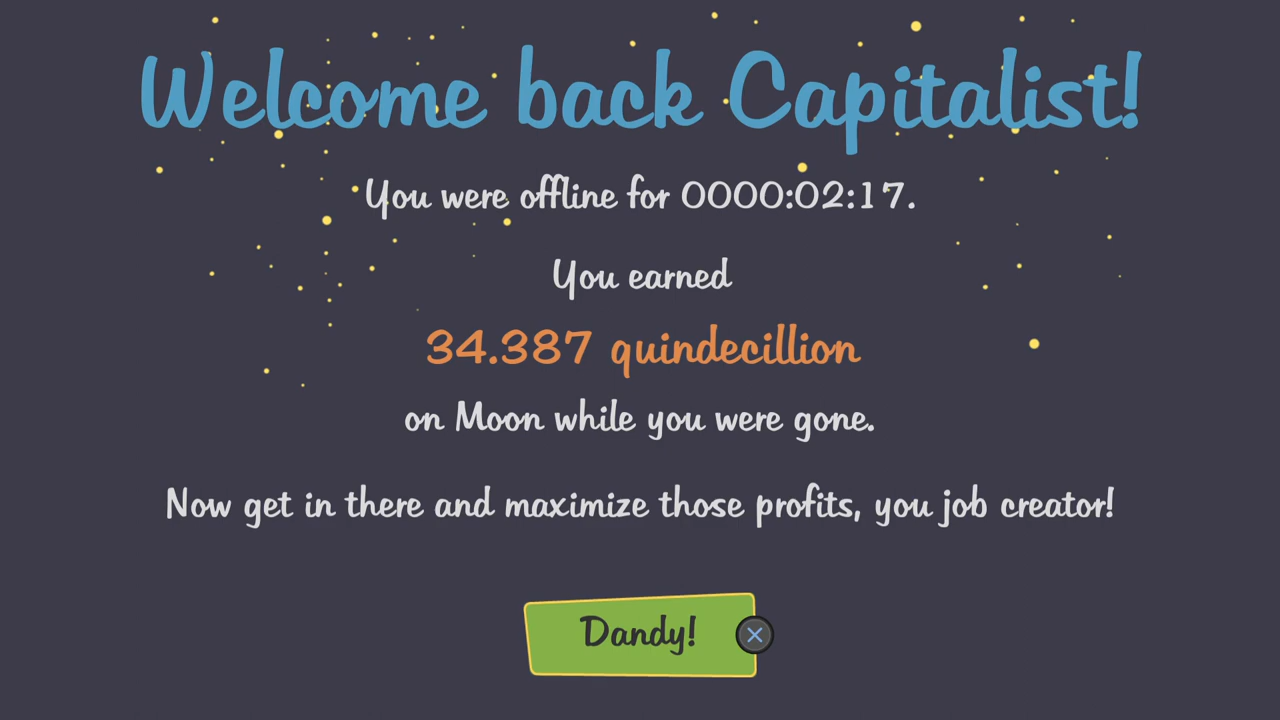 Welcome back Capitalist!
You were offline for 0000:02:17.
You earned
34.387 quindecillion
on Moon while you were gone.
Now get in there and maximize those profits, you job creator!
Dandy!